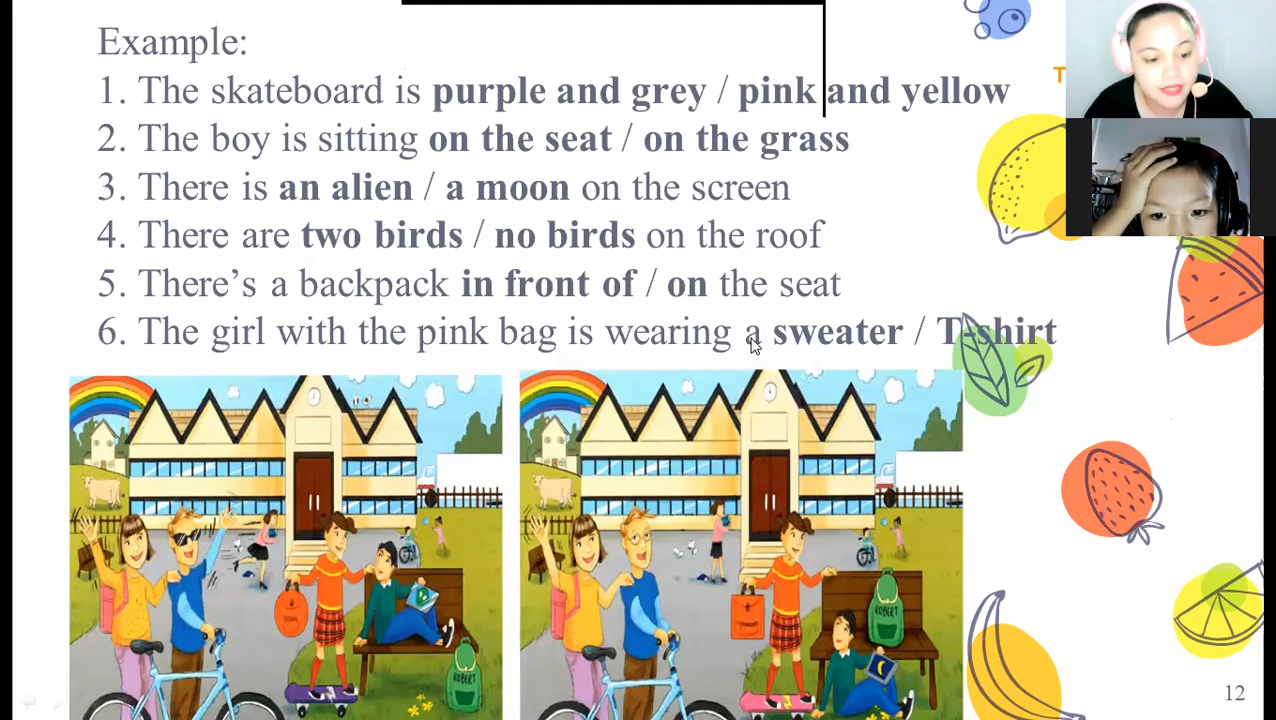 Example:
1. The skateboard is purple and grey / pink and yellow
2. The boy is sitting on the seat / on the grass
3. There is an alien / a moon on the screen
4. There are two birds / no birds on the roof
5. There’s a backpack in front of / on the seat
6. The girl with the pink bag is wearing a sweater / T-shirt
T
ROBERT
ROBERT
12